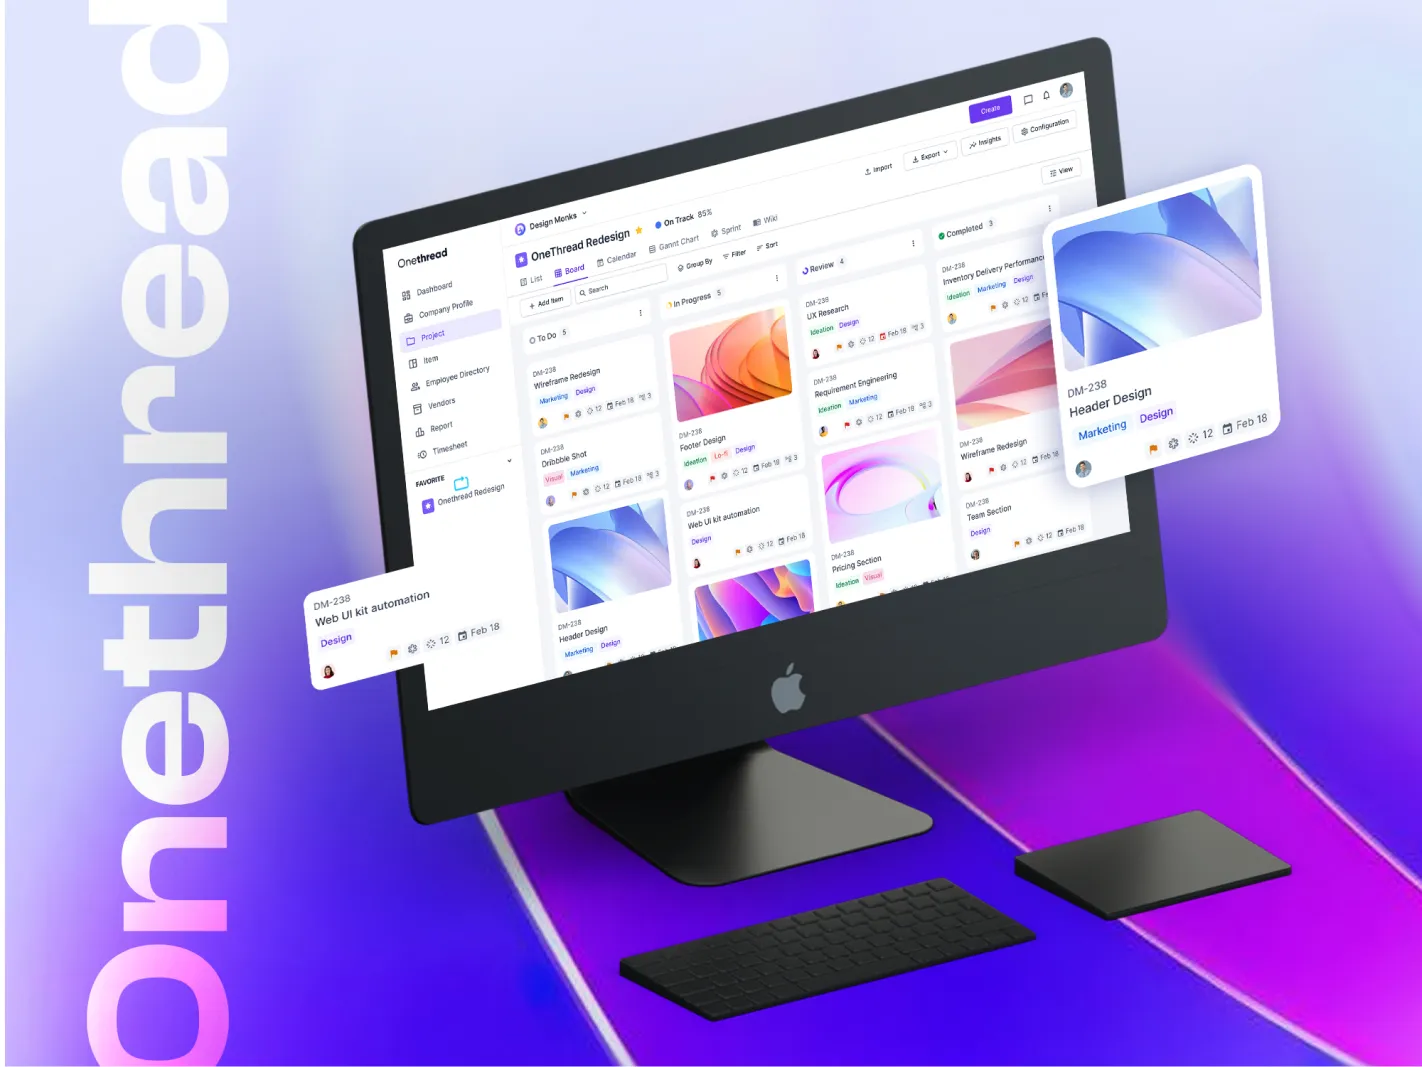 Onethread
Onethread
Dashboard
Company Profile
Project
Item
Employee Directory
Vendors
Report
Timesheet
FAVORITE
Onethread Redesign
Design Monks
Create
OneThread Redesign
On Track 85%
Import
Export
Insights
Configuration
List
Board
Calendar
Gannt Chart
Sprint
Wiki
View
Add Item
Search
Group By
Filter
Sort
To Do 5
DM-238
Wireframe Redesign
Marketing Design
12 Feb 18 3
DM-238
Dribbble Shot
Visual Marketing
12 Feb 18 3
DM-238
Header Design
Marketing Design
In Progress 5
DM-238
Footer Design
Ideation Lo-fi Design
12 Feb 18 3
DM-238
Web UI kit automation
Design
12 Feb 18
Review 4
DM-238
UX Research
Ideation Design
12 Feb 18 3
DM-238
Requirement Engineering
Ideation Marketing
12 Feb 18 3
DM-238
Pricing Section
Ideation Visual
Completed 3
DM-238
Inventory Delivery Performance
Ideation Marketing Design
12
DM-238
Wireframe Redesign
12 Feb 18
DM-238
Team Section
Design
12 Feb 18
DM-238
Header Design
Marketing Design
12 Feb 18
DM-238
Web UI kit automation
Design
12 Feb 18